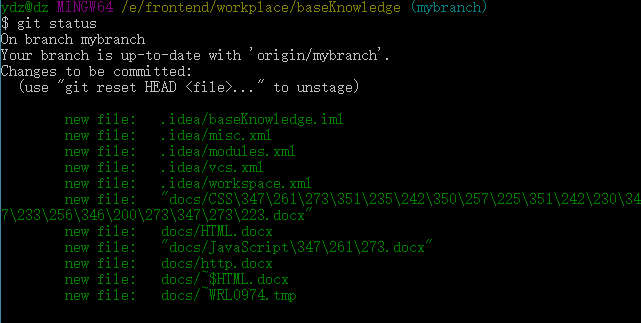 ydz@dz MINGW64 /e/frontend/workplace/baseKnowledge (mybranch)
$ git status
On branch mybranch
Your branch is up-to-date with 'origin/mybranch'.
Changes to be committed:
  (use "git reset HEAD <file>..." to unstage)

        new file:   .idea/baseKnowledge.iml
        new file:   .idea/misc.xml
        new file:   .idea/modules.xml
        new file:   .idea/vcs.xml
        new file:   .idea/workspace.xml
        new file:   "docs/CSS\347\261\273\351\235\242\350\257\225\351\242\230\34
7\233\256\346\200\273\347\273\223.docx"
        new file:   docs/HTML.docx
        new file:   "docs/JavaScript\347\261\273.docx"
        new file:   docs/http.docx
        new file:   docs/~$HTML.docx
        new file:   docs/~WRL0974.tmp